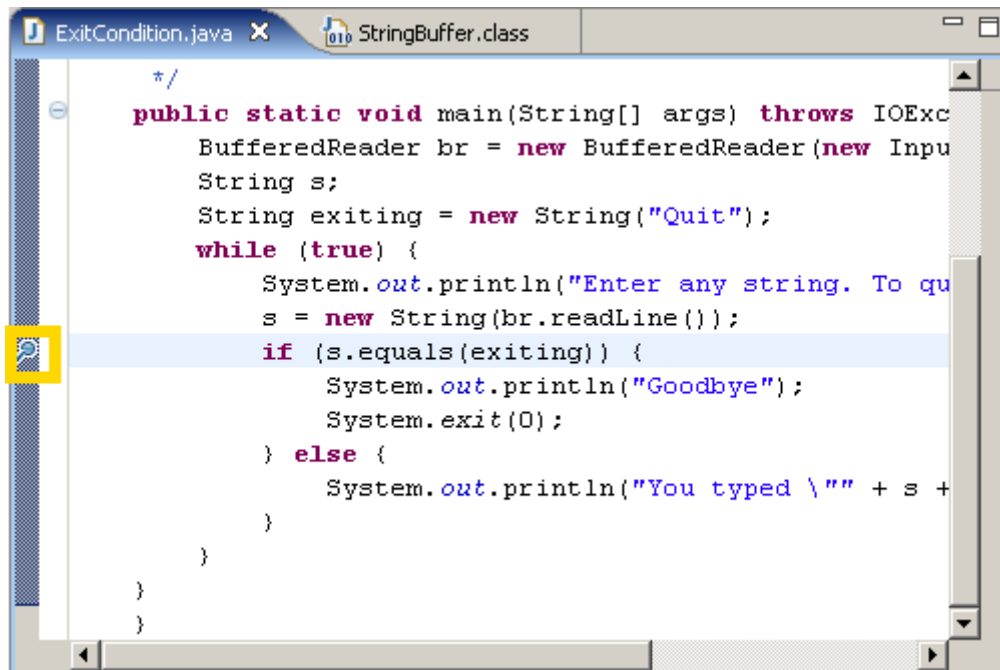 ExitCondition.java StringBuffer.class
*/
public static void main(String[] args) throws IOExc
BufferedReader br = new BufferedReader(new Inpu
String s;
String exiting = new String("Quit");
while (true) {
System.out.println("Enter any string. To qu
s = new String(br.readLine());
if (s.equals(exiting)) {
System.out.println("Goodbye");
System.exit(0);
} else {
System.out.println("You typed \"" + s +
}
}
}
}